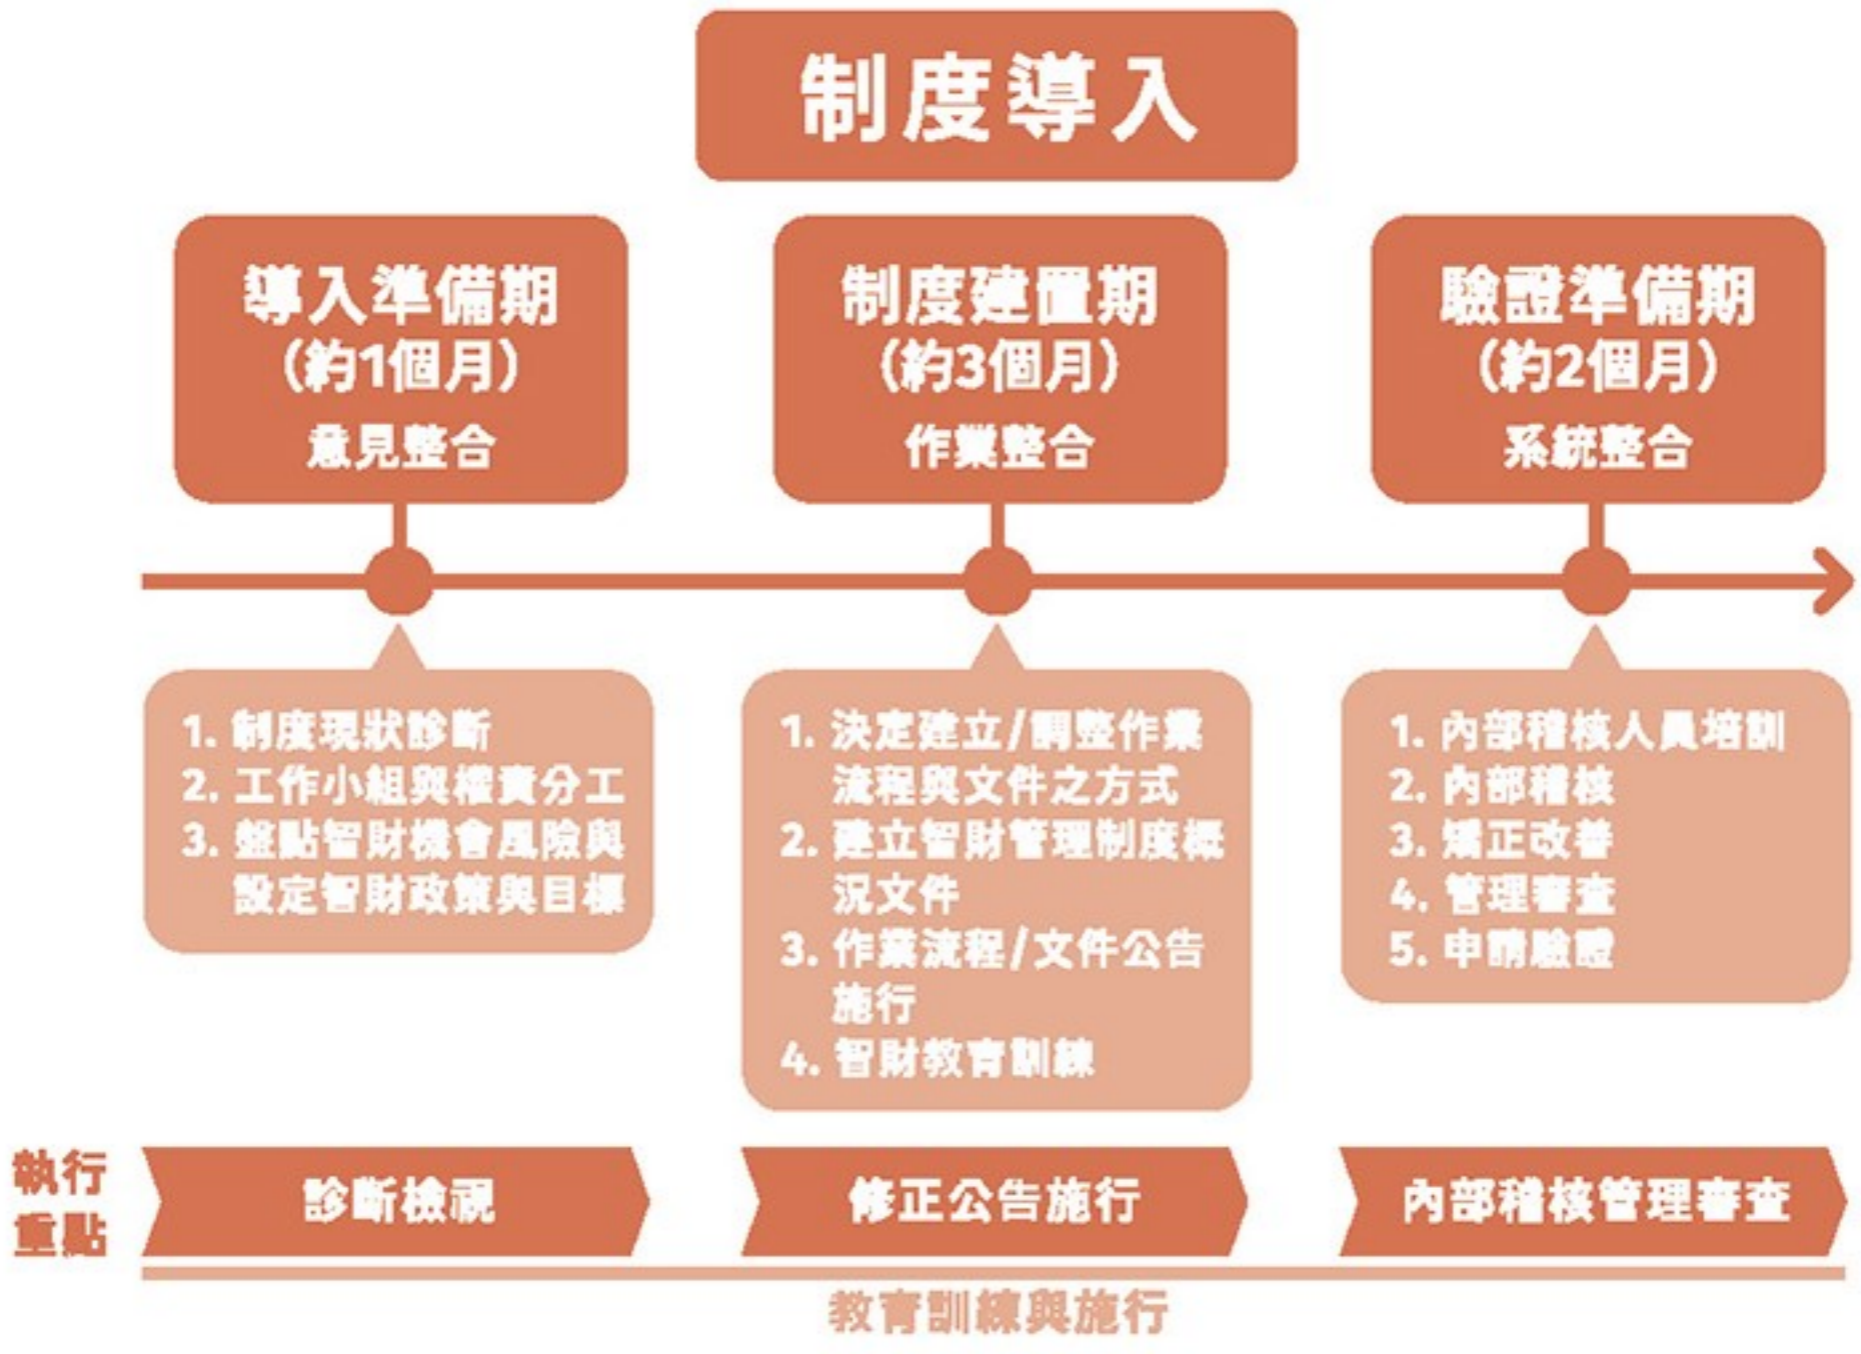 制度導入
導入準備期
（約1個月）
意見整合
制度建置期
（約3個月）
作業整合
驗證準備期
（約2個月）
系統整合
1. 制度現狀診斷
2. 工作小組與權責分工
3. 盤點智財機會風險與
設定智財政策與目標
1. 決定建立/調整作業
流程與文件之方式
2. 建立智財管理制度概
況文件
3. 作業流程/文件公告
施行
4. 智財教育訓練
1. 內部稽核人員培訓
2. 內部稽核
3. 矯正改善
4. 管理審查
5. 申請驗證
執行
重點
診斷檢視
修正公告施行
內部稽核管理審查
教育訓練與施行